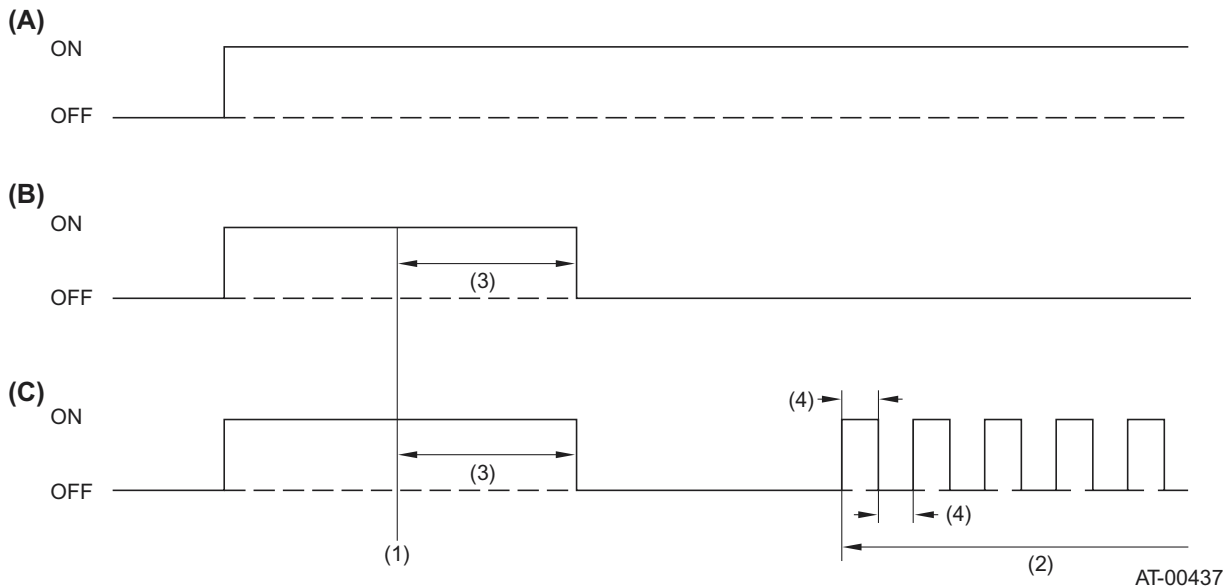 (A)
ON
OFF
(B)
ON
(3)
OFF
(C)
ON
(4)
(3)
OFF
(4)
(1)
(2)
AT-00437